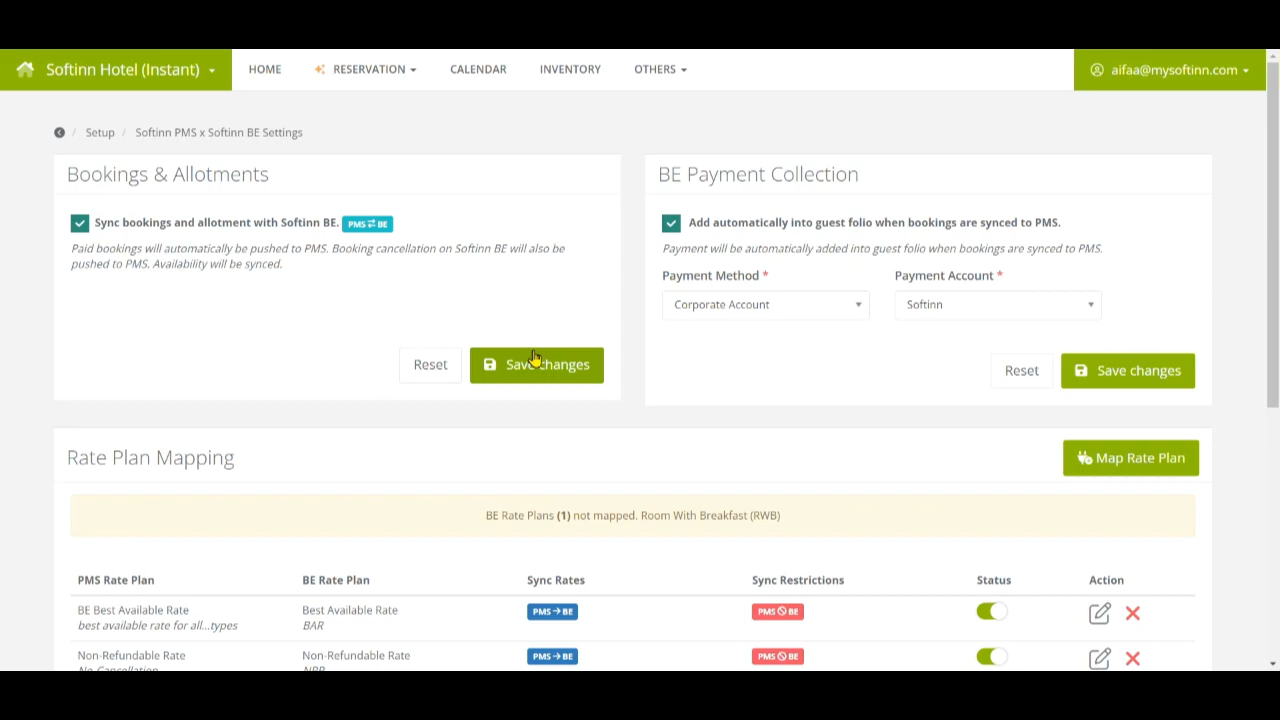 Softinn Hotel (Instant)
HOME
RESERVATION
CALENDAR
INVENTORY
OTHERS
aifaa@mysoftinn.com
/ Setup / Softinn PMS x Softinn BE Settings
Bookings & Allotments
Sync bookings and allotment with Softinn BE. PMS ⇄ BE
Paid bookings will automatically be pushed to PMS. Booking cancellation on Softinn BE will also be
pushed to PMS. Availability will be synced.
Reset
Save changes
BE Payment Collection
Add automatically into guest folio when bookings are synced to PMS.
Payment will be automatically added into guest folio when bookings are synced to PMS.
Payment Method *
Payment Account *
Corporate Account
Softinn
Reset
Save changes
Rate Plan Mapping
Map Rate Plan
BE Rate Plans (1) not mapped. Room With Breakfast (RWB)
PMS Rate Plan
BE Rate Plan
Sync Rates
Sync Restrictions
Status
Action
BE Best Available Rate
best available rate for all...types
Best Available Rate
BAR
PMS → BE
PMS BE
Non-Refundable Rate
No-Cancellation
Non-Refundable Rate
NRR
PMS → BE
PMS BE